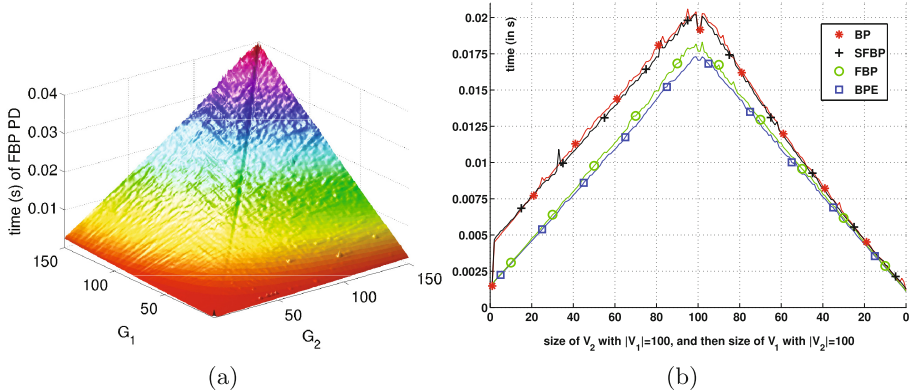 time (s) of FBP PD
0.04
0.03
0.02
0.01
150
100
50
G1
50
100
150
G2
(a)
time (in s)
0.02
0.0175
0.015
0.0125
0.01
0.0075
0.005
0.0025
0
BP
SFBP
FBP
BPE
0 20 40 60 80 100 80 60 40 20 0
size of V2 with |V1|=100, and then size of V1 with |V2|=100
(b)